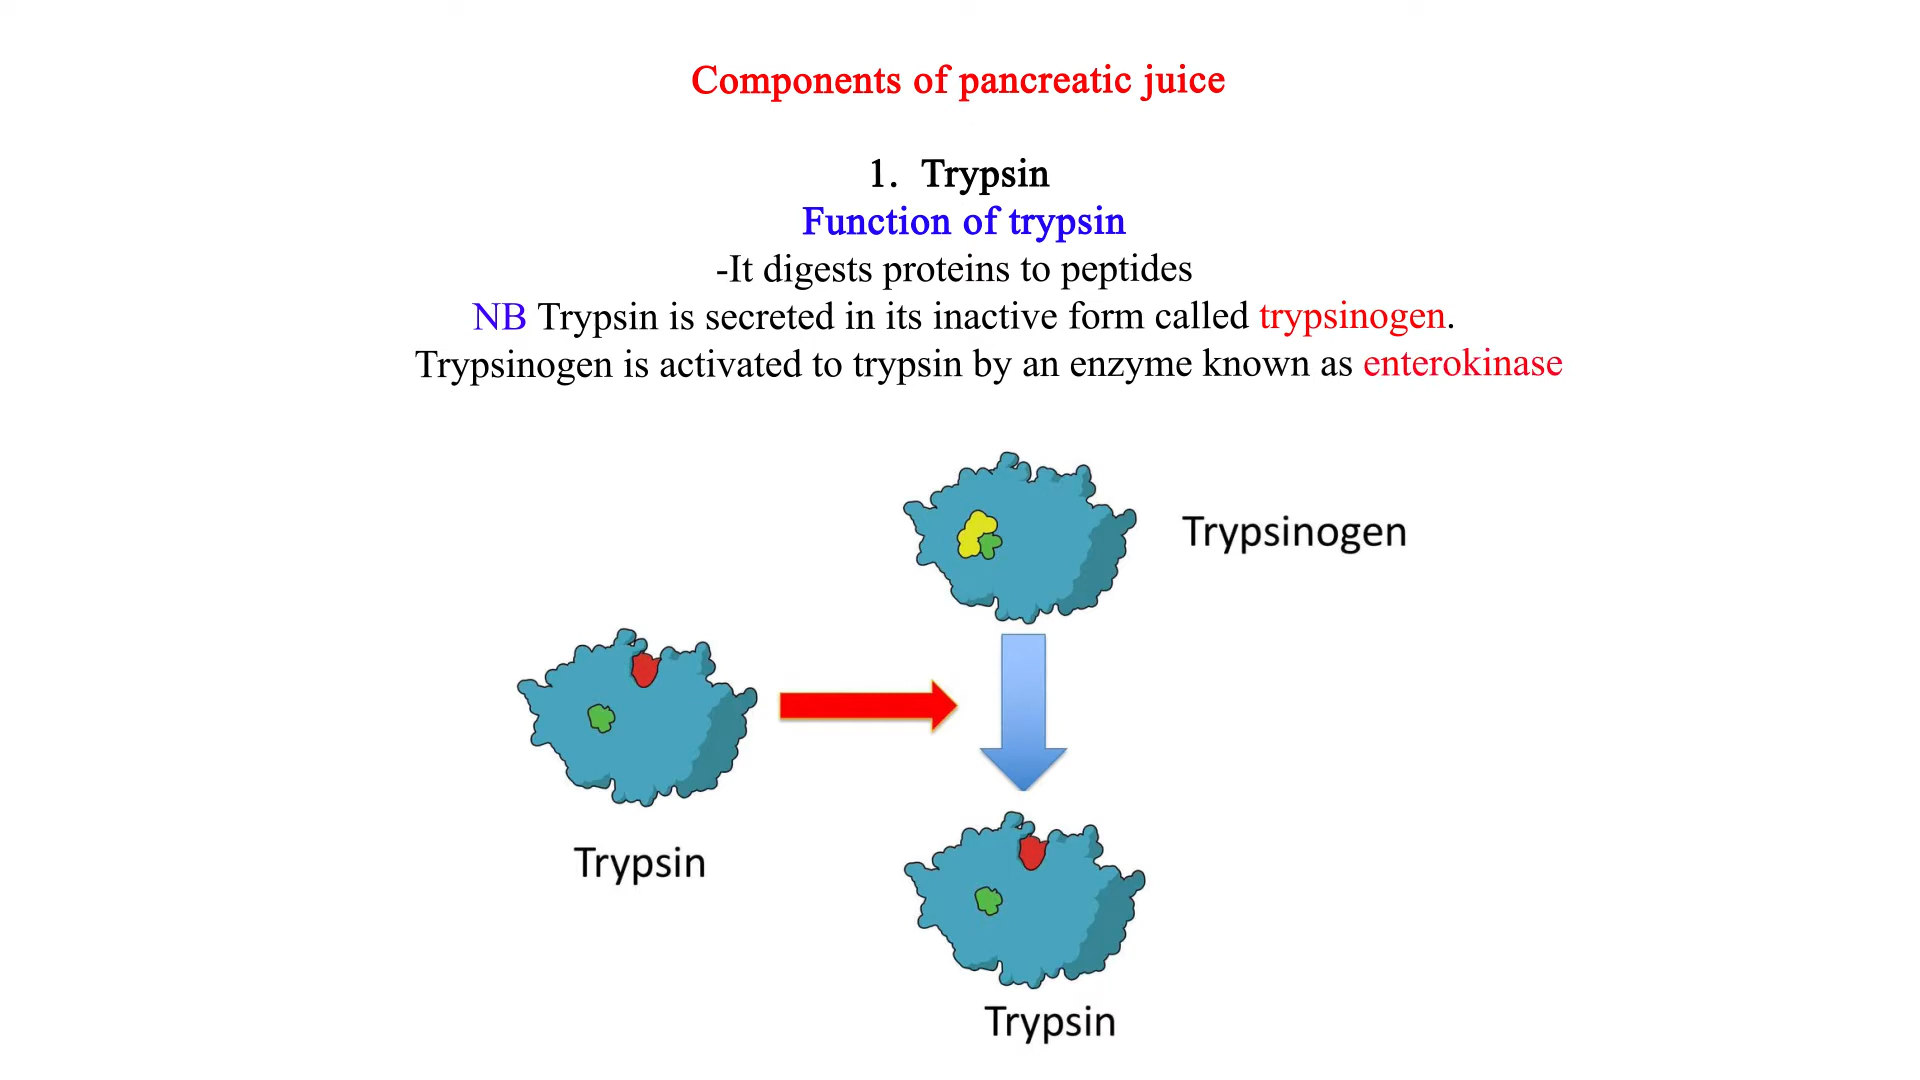 Components of pancreatic juice
1. Trypsin
Function of trypsin
-It digests proteins to peptides
NB Trypsin is secreted in its inactive form called trypsinogen.
Trypsinogen is activated to trypsin by an enzyme known as enterokinase
Trypsinogen
Trypsin
Trypsin